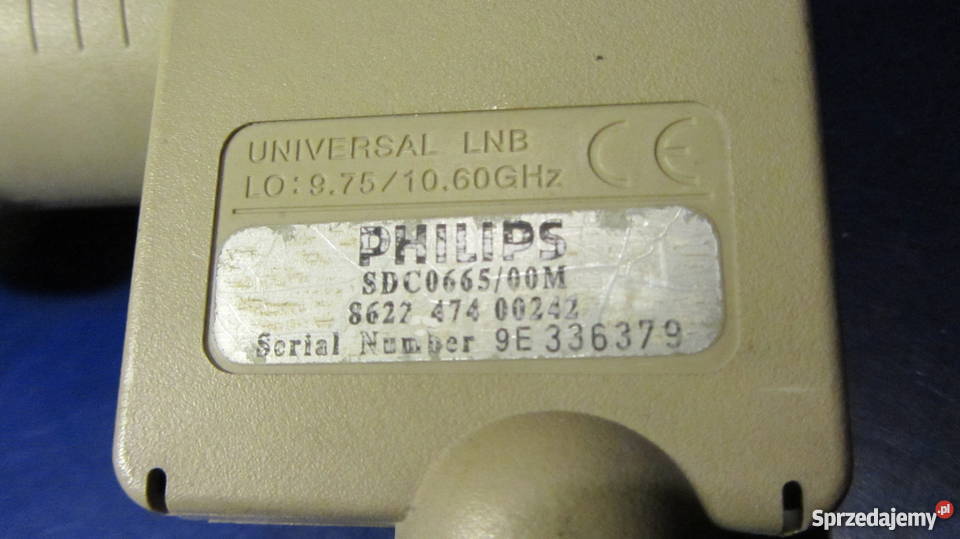 UNIVERSAL LNB
LO: 9.75/10.60GHz
CE
PHILIPS
SDC0665/00M
8622 474 00242
Serial Number 9E 336379
Sprzedajemy.pl